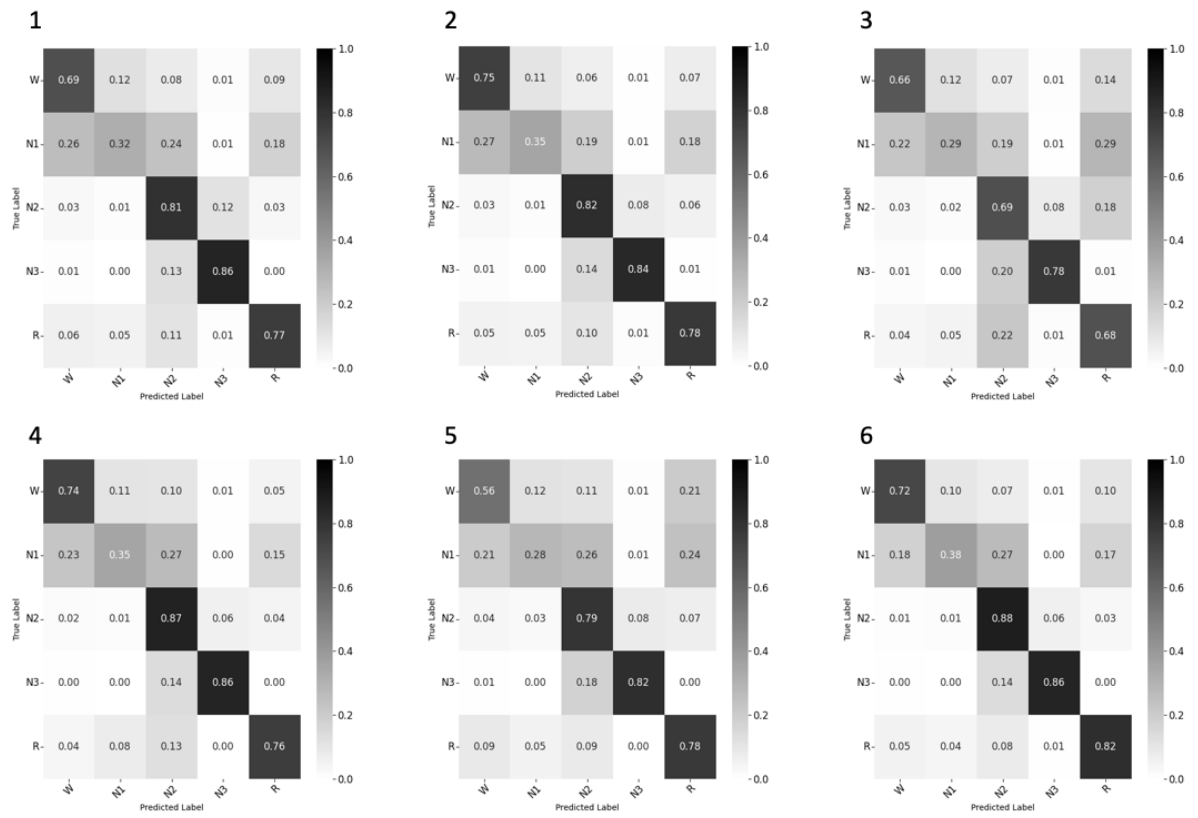 1 2 3
W 0.69 0.12 0.08 0.01 0.09
N1 0.26 0.32 0.24 0.01 0.18
N2 0.03 0.01 0.81 0.12 0.03
N3 0.01 0.00 0.13 0.86 0.00
R 0.06 0.05 0.11 0.01 0.77
W N1 N2 N3 R
True Label
Predicted Label
1.0
0.8
0.6
0.4
0.2
0.0
W 0.75 0.11 0.06 0.01 0.07
N1 0.27 0.35 0.19 0.01 0.18
N2 0.03 0.01 0.82 0.08 0.06
N3 0.01 0.00 0.14 0.84 0.01
R 0.05 0.05 0.10 0.01 0.78
W N1 N2 N3 R
True Label
Predicted Label
1.0
0.8
0.6
0.4
0.2
0.0
W 0.66 0.12 0.07 0.01 0.14
N1 0.22 0.29 0.19 0.01 0.29
N2 0.03 0.02 0.69 0.08 0.18
N3 0.01 0.00 0.20 0.78 0.01
R 0.04 0.05 0.22 0.01 0.68
W N1 N2 N3 R
True Label
Predicted Label
1.0
0.8
0.6
0.4
0.2
0.0
4 5 6
W 0.74 0.11 0.10 0.01 0.05
N1 0.23 0.35 0.27 0.00 0.15
N2 0.02 0.01 0.87 0.06 0.04
N3 0.00 0.00 0.14 0.86 0.00
R 0.04 0.08 0.13 0.00 0.76
W N1 N2 N3 R
True Label
Predicted Label
1.0
0.8
0.6
0.4
0.2
0.0
W 0.56 0.12 0.11 0.01 0.21
N1 0.21 0.28 0.26 0.01 0.24
N2 0.04 0.03 0.79 0.08 0.07
N3 0.01 0.00 0.18 0.82 0.00
R 0.09 0.05 0.09 0.00 0.78
W N1 N2 N3 R
True Label
Predicted Label
1.0
0.8
0.6
0.4
0.2
0.0
W 0.72 0.10 0.07 0.01 0.10
N1 0.18 0.38 0.27 0.00 0.17
N2 0.01 0.01 0.88 0.06 0.03
N3 0.00 0.00 0.14 0.86 0.00
R 0.05 0.04 0.08 0.01 0.82
W N1 N2 N3 R
True Label
Predicted Label
1.0
0.8
0.6
0.4
0.2
0.0